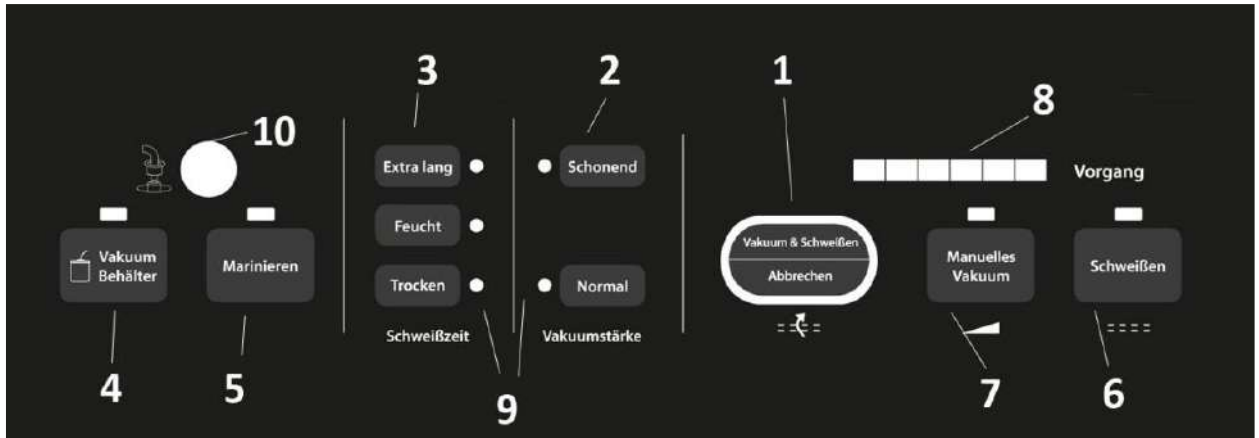 3
2
1
8
10
Extra lang
Schonend
Vorgang
Feucht
Vakuum & Schweißen
Abbrechen
Vakuum
Behälter
Marinieren
Trocken
Normal
Manuelles
Vakuum
Schweißen
Schweißzeit
Vakuumstärke
4
5
9
7
6